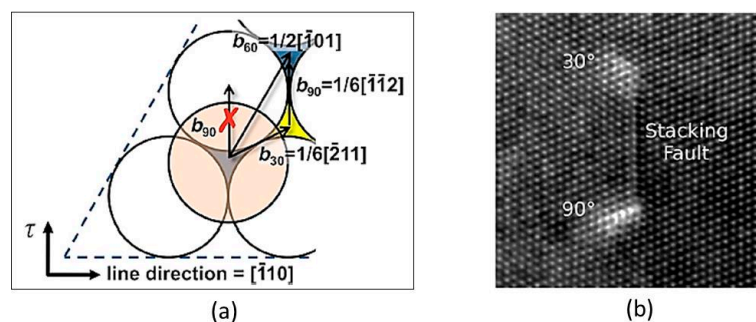 b₆₀=1/2[1̄01]
b₉₀=1/6[1̄1̄2]
b₉₀
b₃₀=1/6[2̄11]
τ
line direction = [1̄10]
(a)
30°
Stacking
Fault
90°
(b)